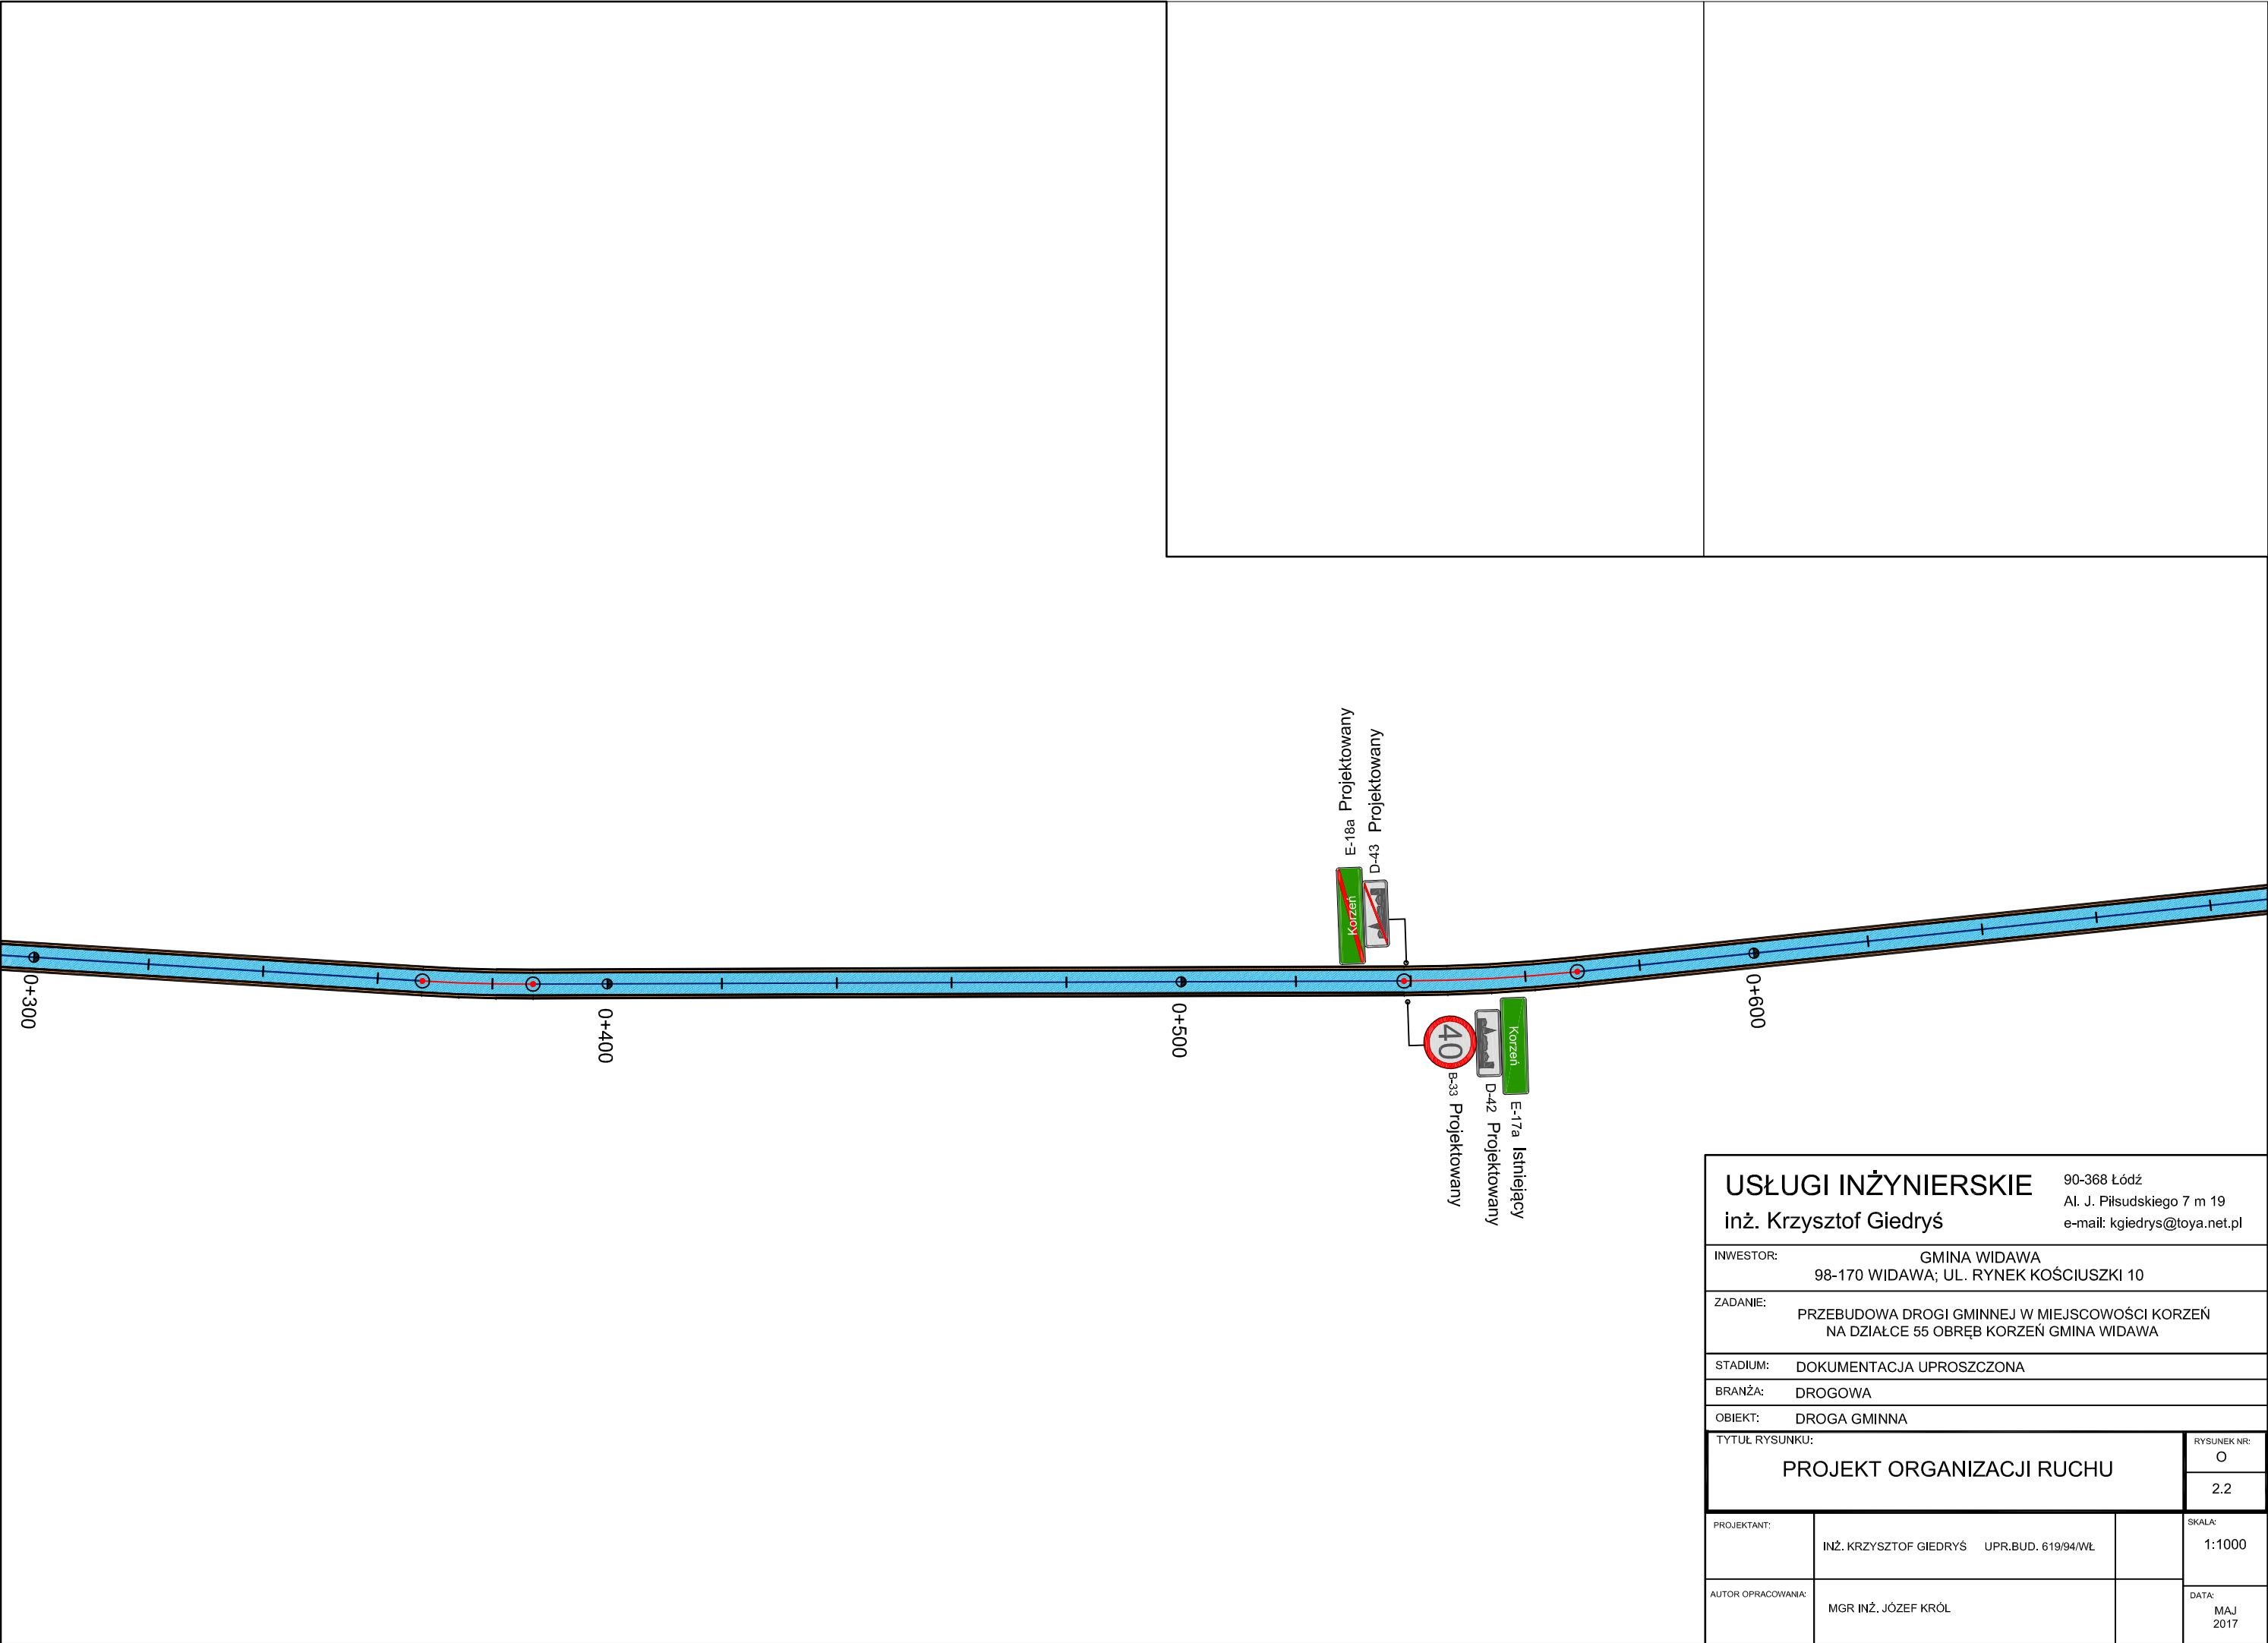 E-18a Projektowany
D-43 Projektowany
Korzeń
0+300
0+400
0+500
0+600
40
Korzeń
B-33 Projektowany
D-42 Projektowany
E-17a Istniejący
USŁUGI INŻYNIERSKIE
inż. Krzysztof Giedryś
90-368 Łódź
Al. J. Piłsudskiego 7 m 19
e-mail: kgiedrys@toya.net.pl
INWESTOR:
GMINA WIDAWA
98-170 WIDAWA; UL. RYNEK KOŚCIUSZKI 10
ZADANIE:
PRZEBUDOWA DROGI GMINNEJ W MIEJSCOWOŚCI KORZEŃ
NA DZIAŁCE 55 OBRĘB KORZEŃ GMINA WIDAWA
STADIUM: DOKUMENTACJA UPROSZCZONA
BRANŻA: DROGOWA
OBIEKT: DROGA GMINNA
TYTUŁ RYSUNKU:
PROJEKT ORGANIZACJI RUCHU
RYSUNEK NR:
O
2.2
PROJEKTANT:
INŻ. KRZYSZTOF GIEDRYŚ UPR.BUD. 619/94/WŁ
SKALA:
1:1000
AUTOR OPRACOWANIA:
MGR INŻ. JÓZEF KRÓL
DATA:
MAJ
2017